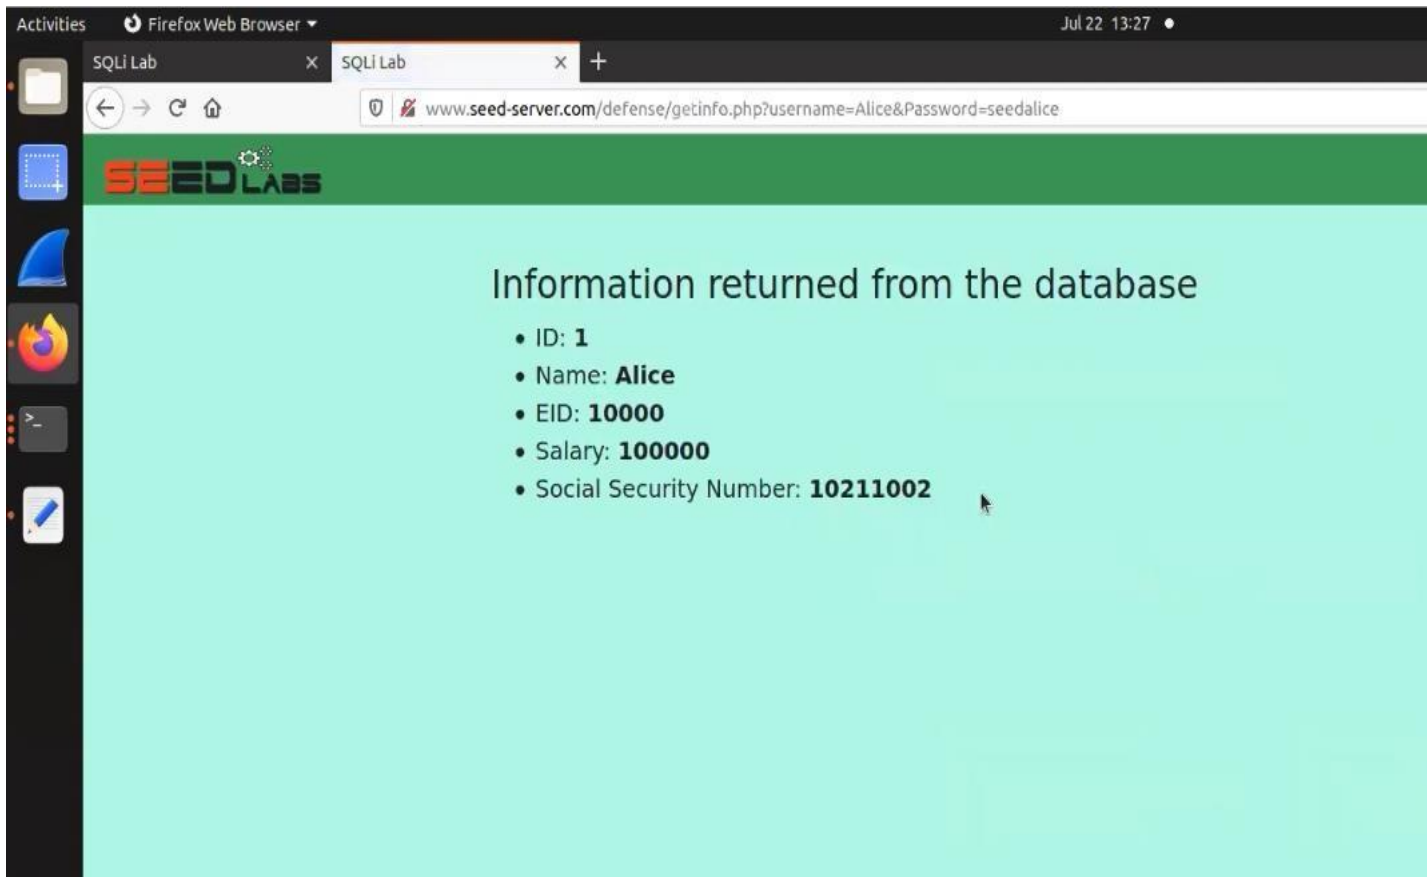 Activities Firefox Web Browser Jul 22 13:27
SQLi Lab SQLi Lab
www.seed-server.com/defense/getinfo.php?username=Alice&Password=seedalice
SEED LABS
Information returned from the database
• ID: 1
• Name: Alice
• EID: 10000
• Salary: 100000
• Social Security Number: 10211002